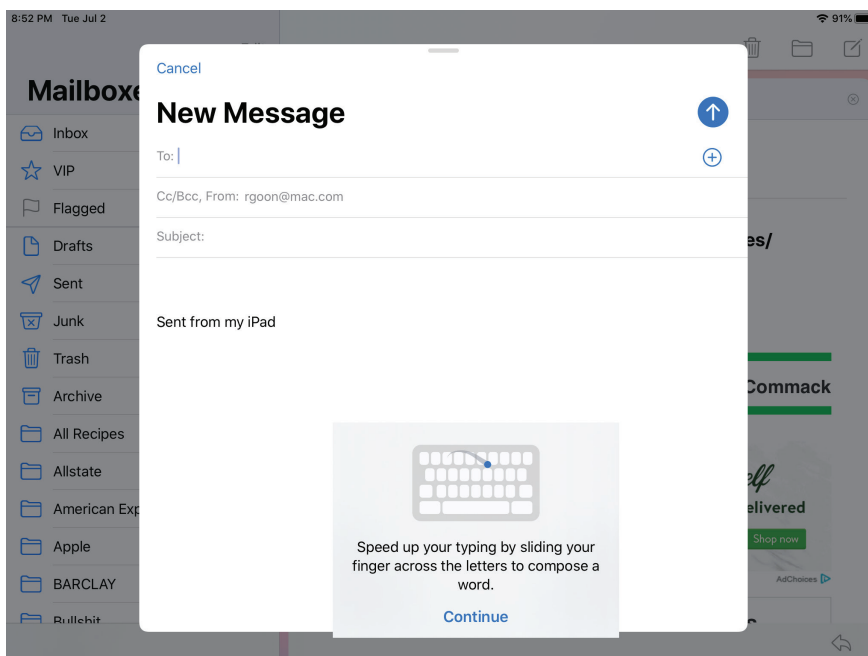 8:52 PM Tue Jul 2
91%
Mailboxe
Inbox
VIP
Flagged
Drafts
Sent
Junk
Trash
Archive
All Recipes
Allstate
American Exp
Apple
BARCLAY
Bullshit
Cancel
New Message
To:
Cc/Bcc, From: rgoon@mac.com
Subject:
Sent from my iPad
Speed up your typing by sliding your
finger across the letters to compose a
word.
Continue
es/
Commack
elf
elivered
Shop now
AdChoices